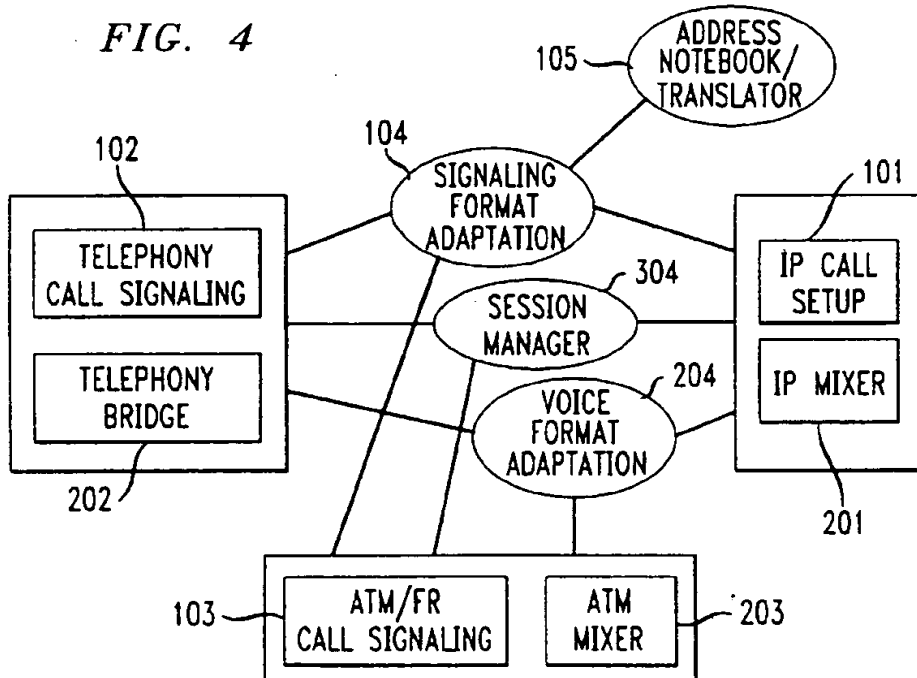 FIG. 4
105
ADDRESS
NOTEBOOK/
TRANSLATOR
104
SIGNALING
FORMAT
ADAPTATION
102
TELEPHONY
CALL SIGNALING
TELEPHONY
BRIDGE
202
SESSION
MANAGER
304
VOICE
FORMAT
ADAPTATION
204
101
IP CALL
SETUP
IP MIXER
201
103
ATM/FR
CALL SIGNALING
ATM
MIXER
203